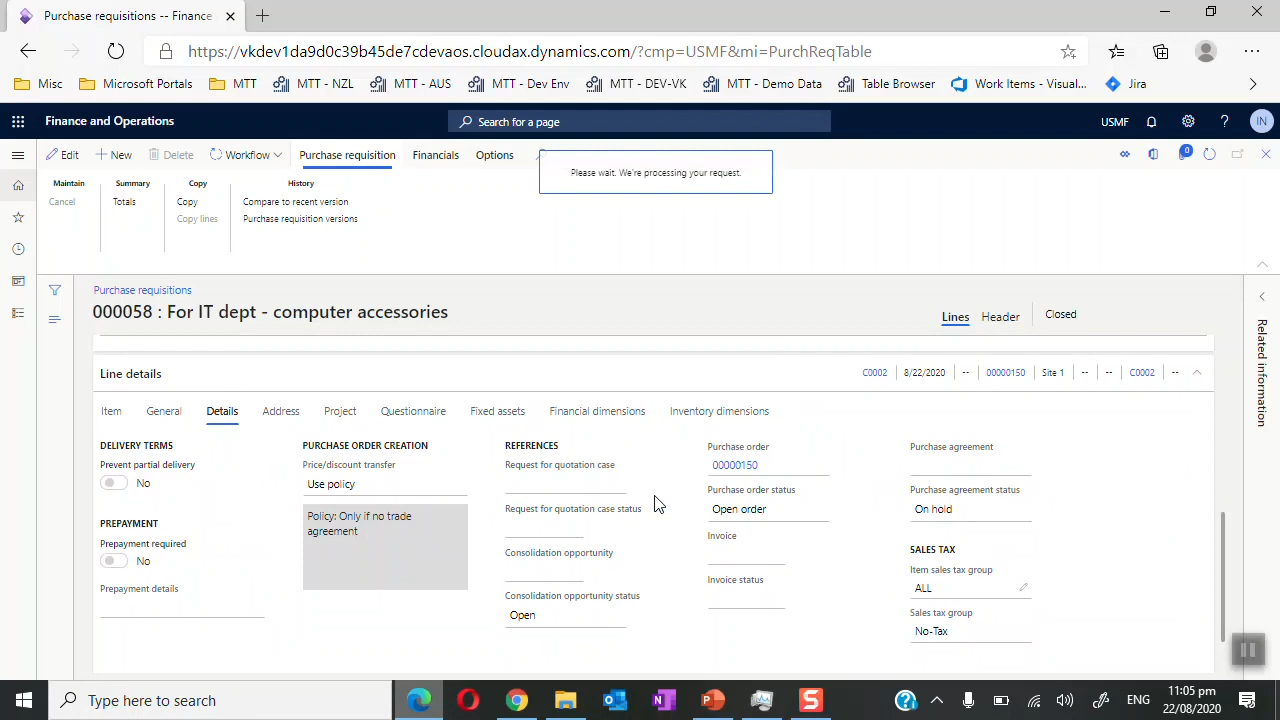 Purchase requisitions -- Finance
https://vkdev1da9d0c39b45de7cdevaos.cloudax.dynamics.com/?cmp=USMF&mi=PurchReqTable
Misc Microsoft Portals MTT MTT - NZL MTT - AUS MTT - Dev Env MTT - DEV-VK MTT - Demo Data Table Browser Work Items - Visual... Jira
Finance and Operations Search for a page USMF ? IN
Edit New Delete Workflow Purchase requisition Financials Options 0
Please wait. We're processing your request.
Maintain Summary Copy History
Cancel Totals Copy Compare to recent version
Copy lines Purchase requisition versions
Purchase requisitions
000058 : For IT dept - computer accessories
Lines Header Closed
Related information
Line details C0002 8/22/2020 -- 00000150 Site 1 -- -- C0002 --
Item General Details Address Project Questionnaire Fixed assets Financial dimensions Inventory dimensions
DELIVERY TERMS
Prevent partial delivery
No
PREPAYMENT
Prepayment required
No
Prepayment details
PURCHASE ORDER CREATION
Price/discount transfer
Use policy
Policy: Only if no trade
agreement
REFERENCES
Request for quotation case
Request for quotation case status
Consolidation opportunity
Consolidation opportunity status
Open
Purchase order
00000150
Purchase order status
Open order
Invoice
Invoice status
Purchase agreement
Purchase agreement status
On hold
SALES TAX
Item sales tax group
ALL
Sales tax group
No-Tax
Type here to search
ENG
11:05 pm
22/08/2020